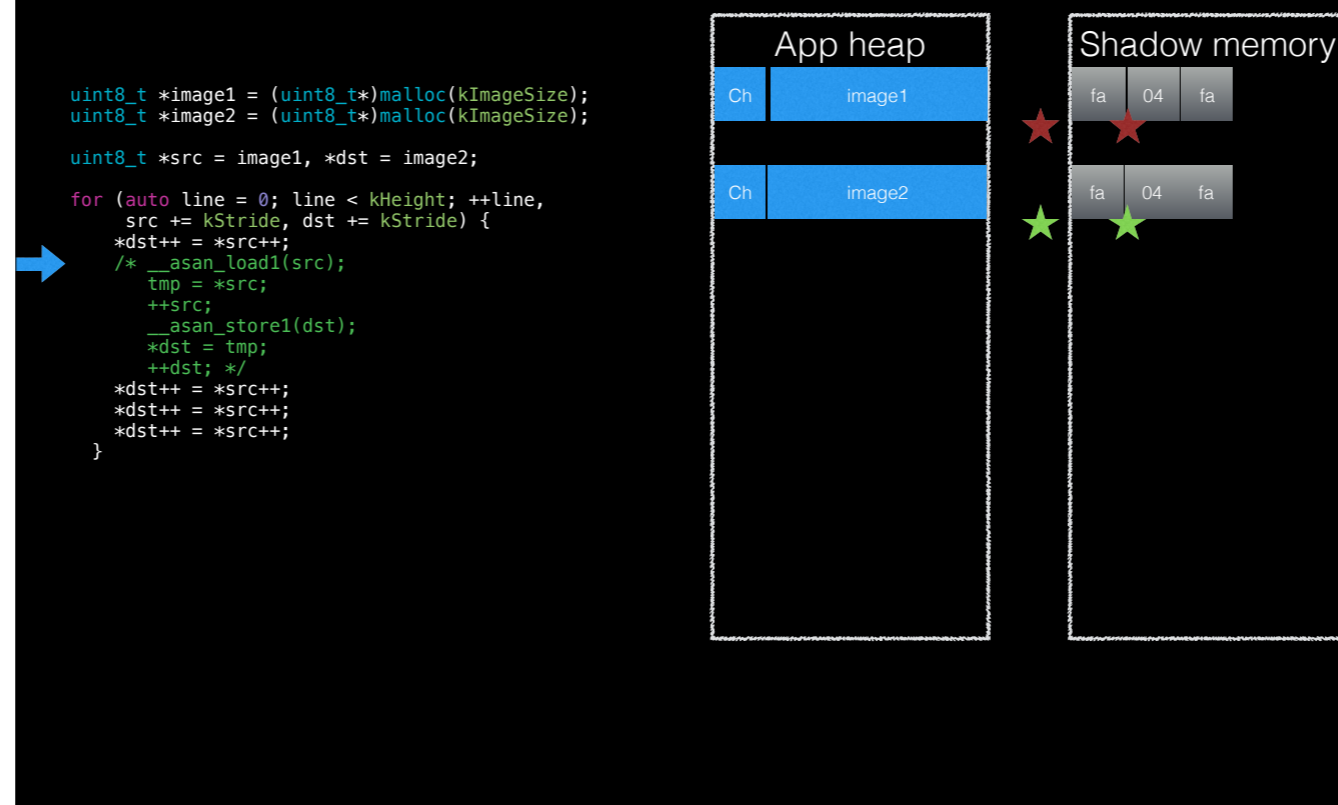 uint8_t *image1 = (uint8_t*)malloc(kImageSize);
uint8_t *image2 = (uint8_t*)malloc(kImageSize);
uint8_t *src = image1, *dst = image2;
for (auto line = 0; line < kHeight; ++line,
src += kStride, dst += kStride) {
*dst++ = *src++;
/* __asan_load1(src);
tmp = *src;
++src;
__asan_store1(dst);
*dst = tmp;
++dst; */
*dst++ = *src++;
*dst++ = *src++;
*dst++ = *src++;
}
App heap
Ch image1
Ch image2
Shadow memory
fa 04 fa
fa 04 fa